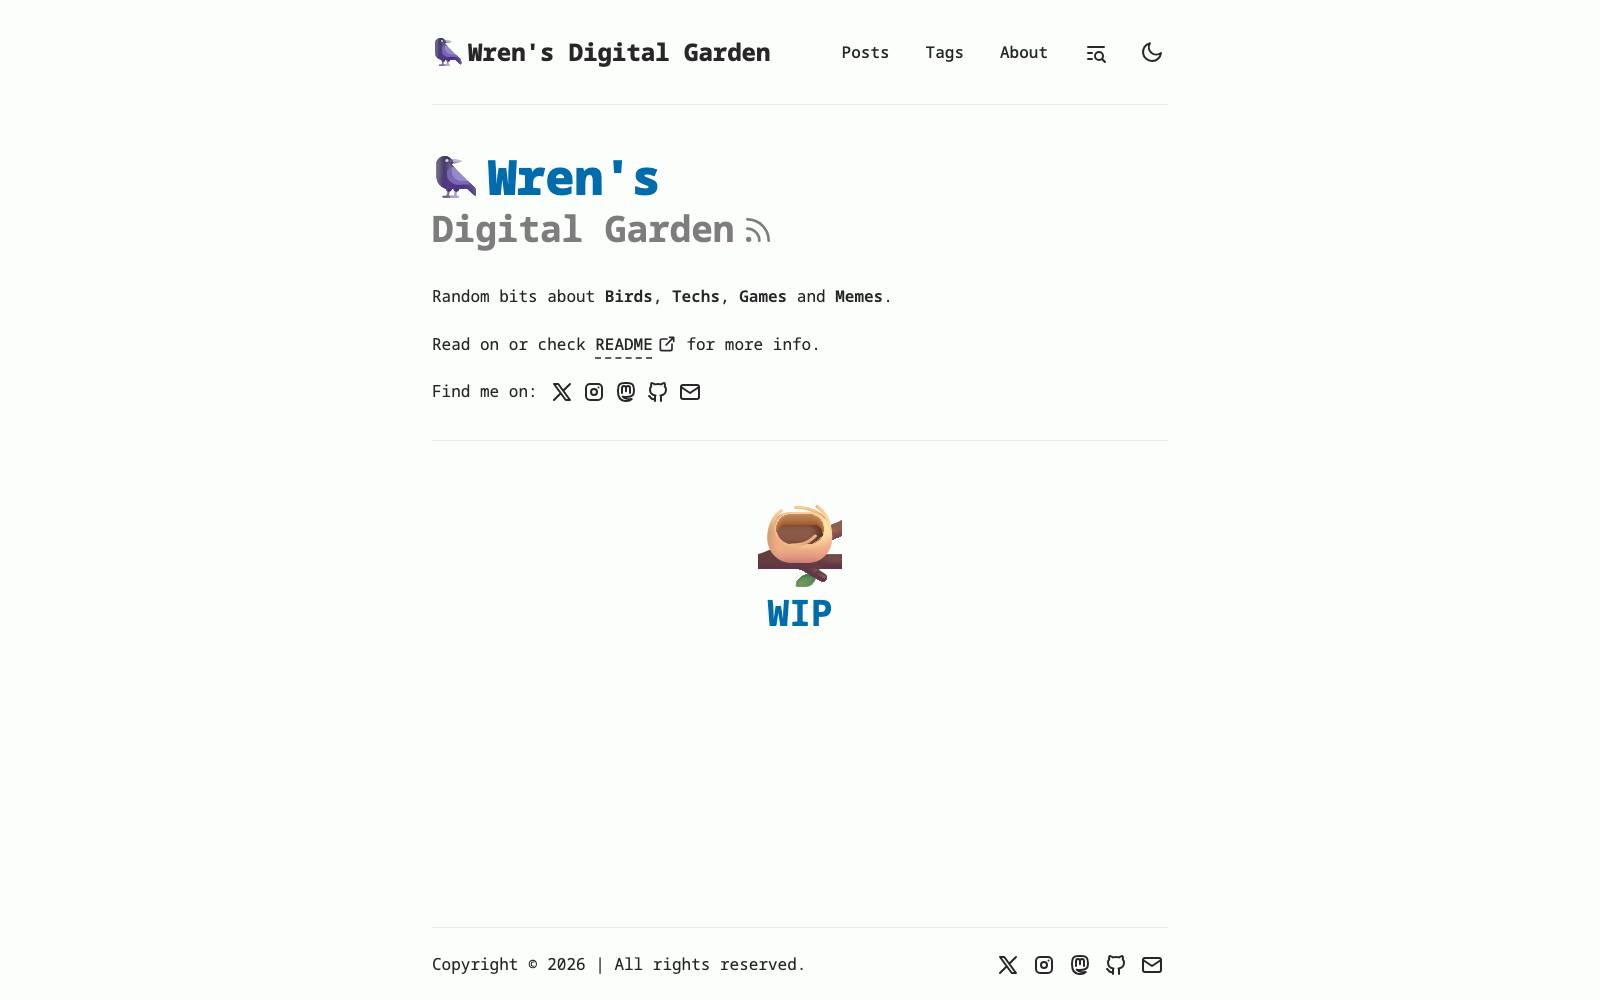 Wren's Digital Garden
Posts Tags About
Wren's
Digital Garden
Random bits about Birds, Techs, Games and Memes.
Read on or check README for more info.
Find me on:
WIP
Copyright © 2026 | All rights reserved.